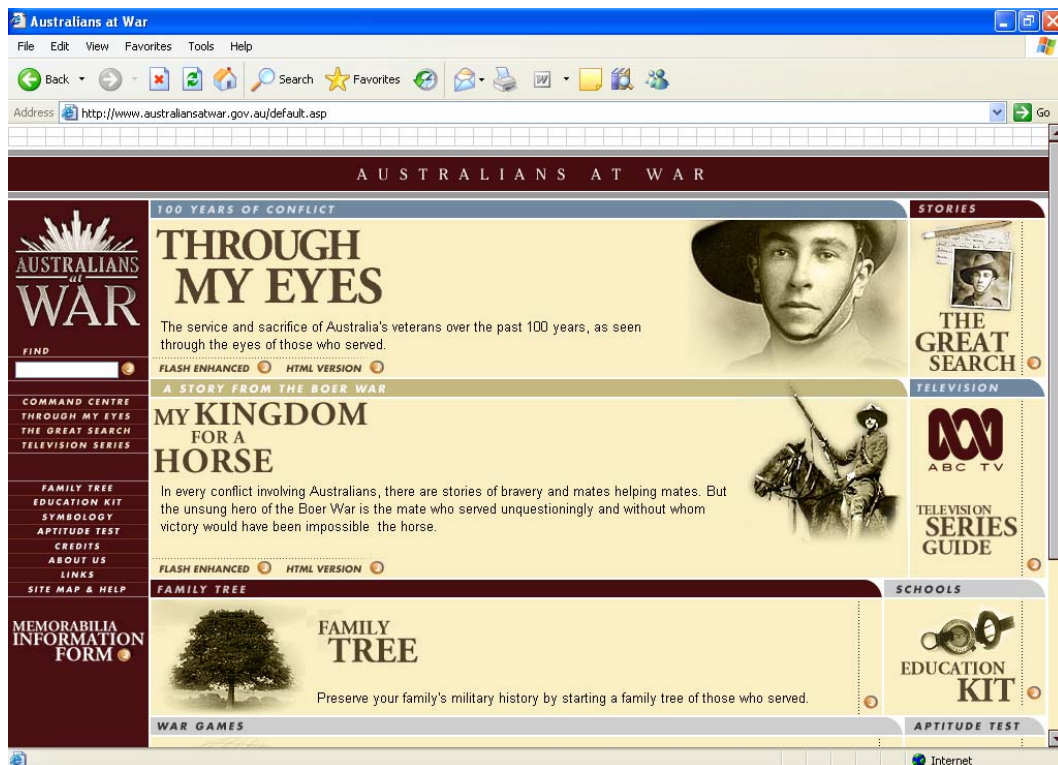 Australians at War
File Edit View Favorites Tools Help
Back Search Favorites
Address http://www.australiansatwar.gov.au/default.asp Go
AUSTRALIANS AT WAR
AUSTRALIANS
at
WAR
FIND
COMMAND CENTRE
THROUGH MY EYES
THE GREAT SEARCH
TELEVISION SERIES
FAMILY TREE
EDUCATION KIT
SYMBOLOGY
APTITUDE TEST
CREDITS
ABOUT US
LINKS
SITE MAP & HELP
MEMORABILIA
INFORMATION
FORM
100 YEARS OF CONFLICT
THROUGH
MY EYES
The service and sacrifice of Australia's veterans over the past 100 years, as seen
through the eyes of those who served.
FLASH ENHANCED HTML VERSION
A STORY FROM THE BOER WAR
MY KINGDOM
FOR A
HORSE
In every conflict involving Australians, there are stories of bravery and mates helping mates. But
the unsung hero of the Boer War is the mate who served unquestioningly and without whom
victory would have been impossible the horse.
FLASH ENHANCED HTML VERSION
FAMILY TREE
FAMILY
TREE
Preserve your family's military history by starting a family tree of those who served.
WAR GAMES
STORIES
THE
GREAT
SEARCH
TELEVISION
ABC TV
TELEVISION
SERIES
GUIDE
SCHOOLS
EDUCATION
KIT
APTITUDE TEST
Internet